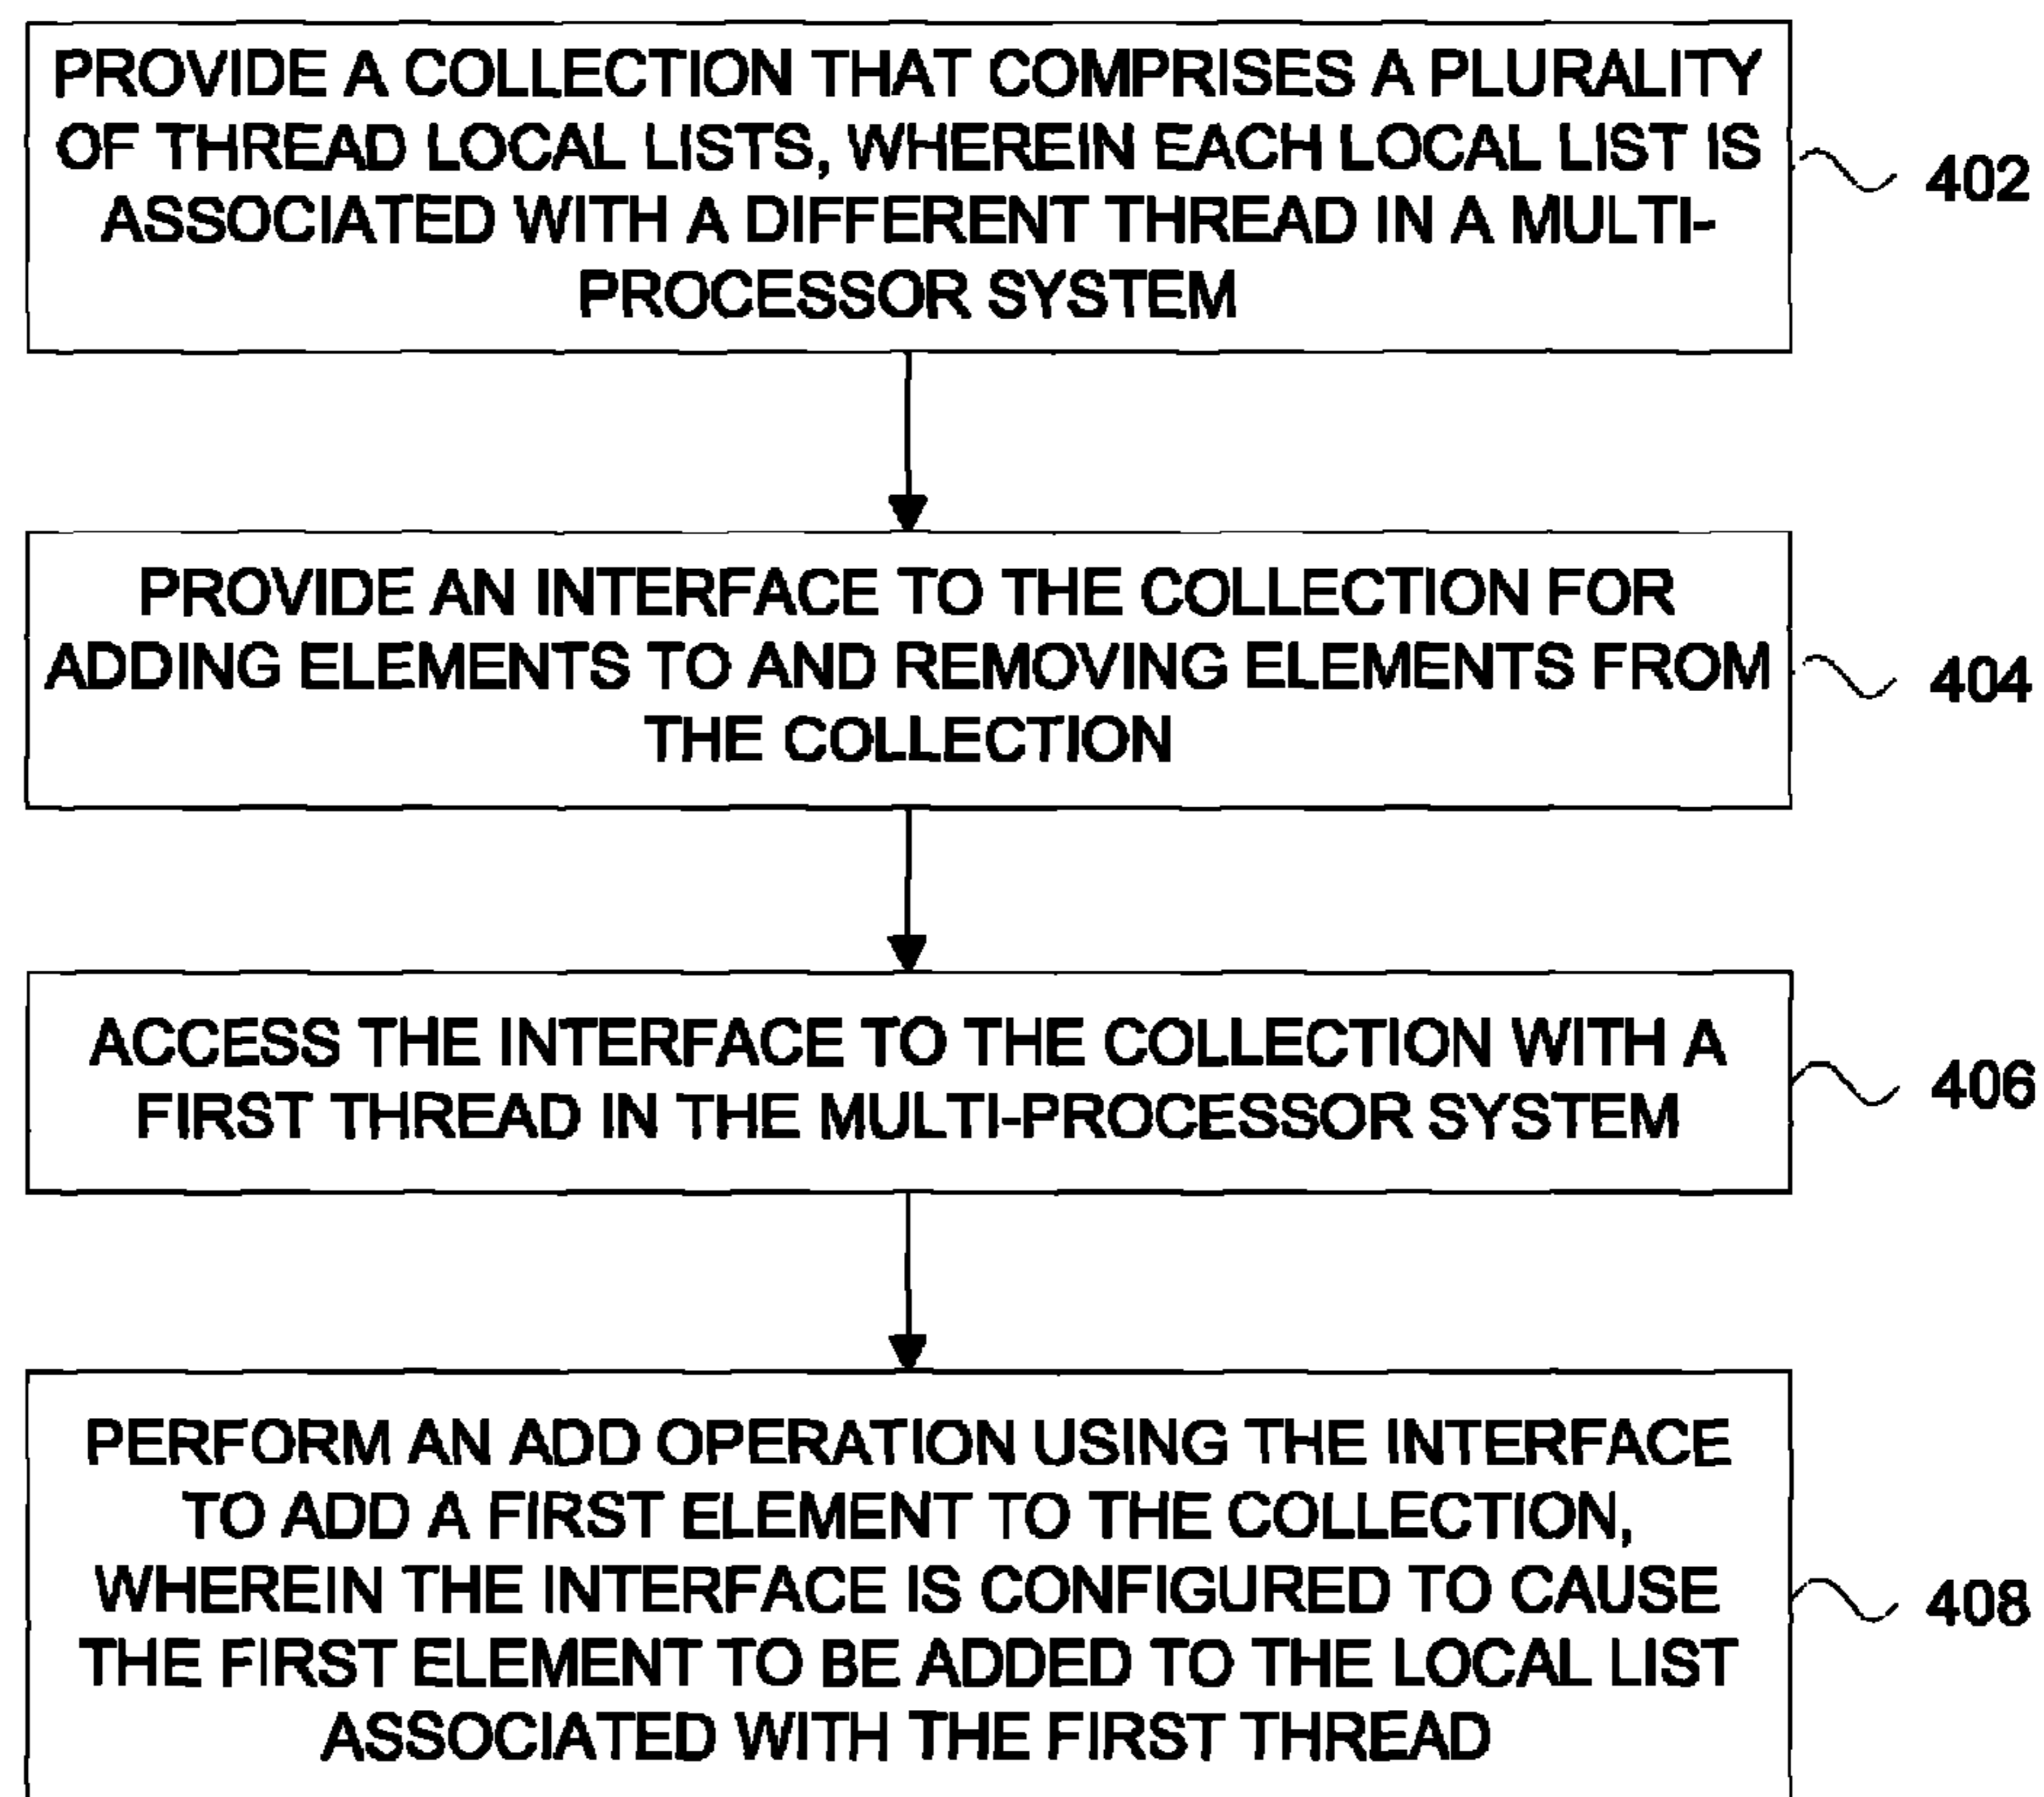 PROVIDE A COLLECTION THAT COMPRISES A PLURALITY
OF THREAD LOCAL LISTS, WHEREIN EACH LOCAL LIST IS
ASSOCIATED WITH A DIFFERENT THREAD IN A MULTI-
PROCESSOR SYSTEM
402
PROVIDE AN INTERFACE TO THE COLLECTION FOR
ADDING ELEMENTS TO AND REMOVING ELEMENTS FROM
THE COLLECTION
404
ACCESS THE INTERFACE TO THE COLLECTION WITH A
FIRST THREAD IN THE MULTI-PROCESSOR SYSTEM
406
PERFORM AN ADD OPERATION USING THE INTERFACE
TO ADD A FIRST ELEMENT TO THE COLLECTION,
WHEREIN THE INTERFACE IS CONFIGURED TO CAUSE
THE FIRST ELEMENT TO BE ADDED TO THE LOCAL LIST
ASSOCIATED WITH THE FIRST THREAD
408